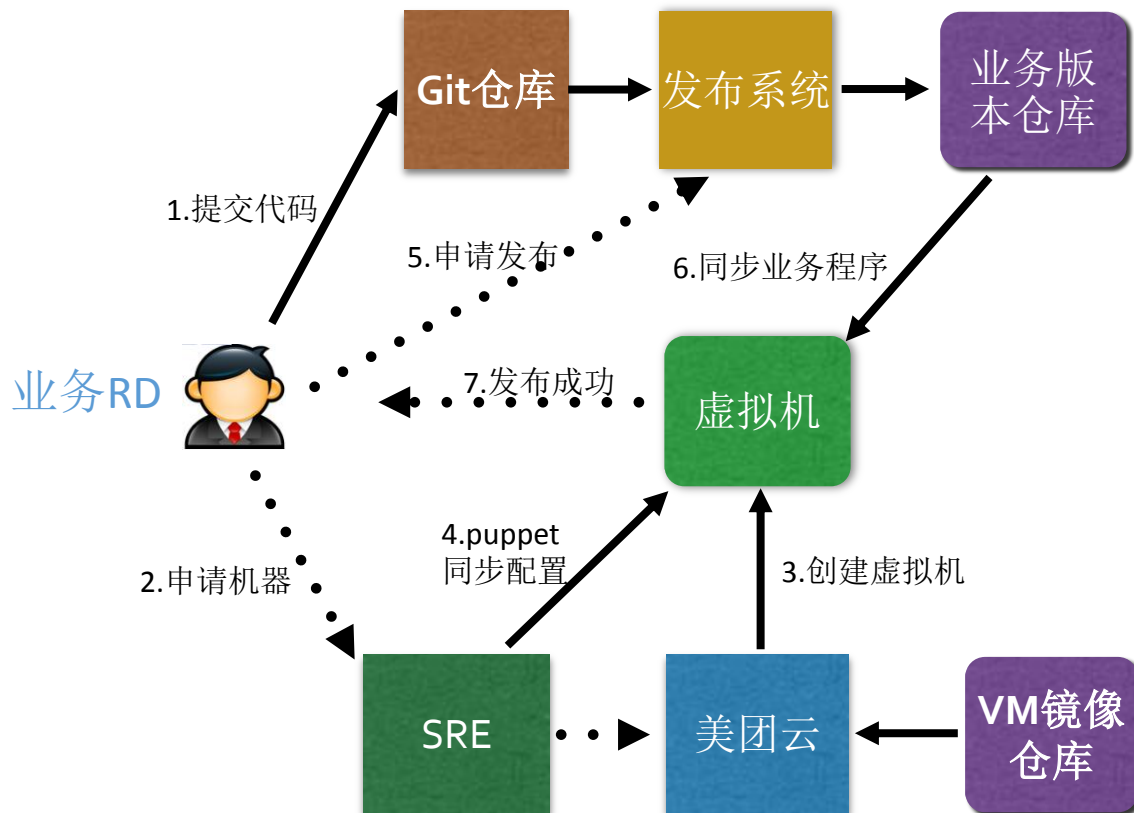 Git仓库
发布系统
业务版
本仓库
1.提交代码
5.申请发布
6.同步业务程序
业务RD
7.发布成功
虚拟机
4.puppet
同步配置
2.申请机器
3.创建虚拟机
SRE
美团云
VM镜像
仓库